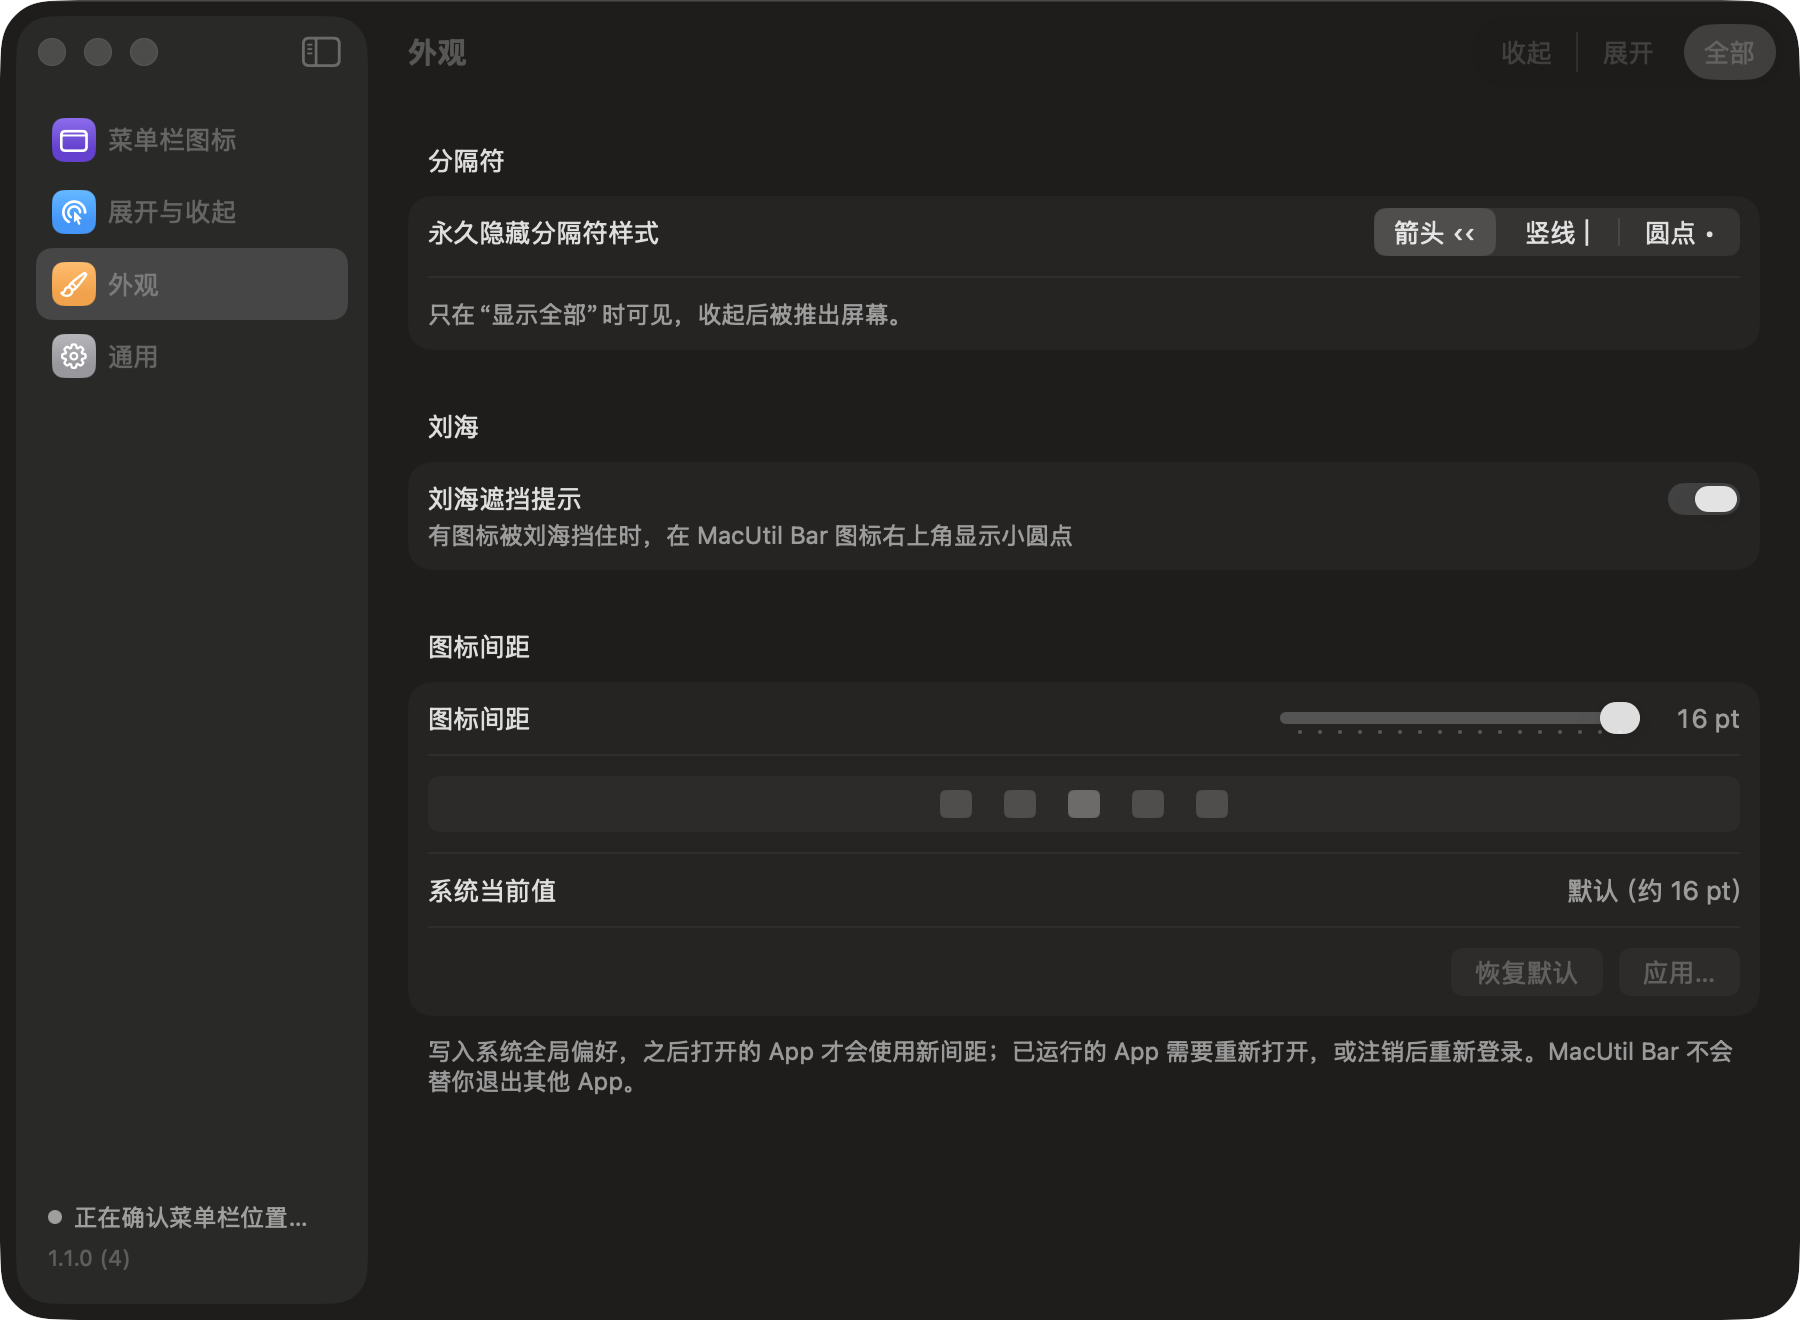 外观
收起
展开
全部
菜单栏图标
展开与收起
外观
通用
分隔符
永久隐藏分隔符样式
箭头 ‹‹
竖线 |
圆点 •
只在“显示全部”时可见，收起后被推出屏幕。
刘海
刘海遮挡提示
有图标被刘海挡住时，在 MacUtil Bar 图标右上角显示小圆点
图标间距
图标间距
16 pt
系统当前值
默认（约 16 pt）
恢复默认
应用...
写入系统全局偏好，之后打开的 App 才会使用新间距；已运行的 App 需要重新打开，或注销后重新登录。MacUtil Bar 不会
替你退出其他 App。
正在确认菜单栏位置...
1.1.0 (4)